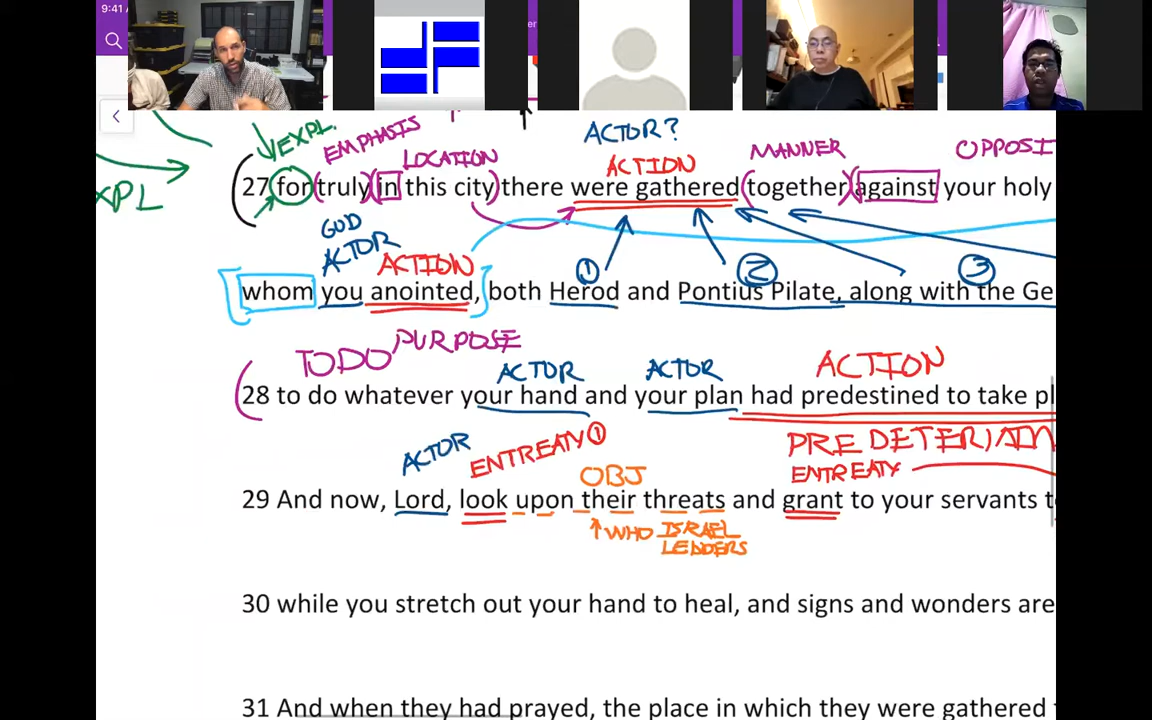 9:41
er
ACTOR?
EXPL.
EMPHASIS
LOCATION
ACTION
MANNER
OPPOSI
XPL
27 for truly in this city there were gathered together against your holy
GOD
ACTOR
ACTION
1
2
3
whom you anointed, both Herod and Pontius Pilate, along with the Ge
TODO PURPOSE
ACTOR
ACTOR
ACTION
28 to do whatever your hand and your plan had predestined to take pl
ACTOR
ENTREATY 1
PREDETERIAM
OBJ
ENTREATY
29 And now, Lord, look upon their threats and grant to your servants t
WHO ISRAEL
LEDDERS
30 while you stretch out your hand to heal, and signs and wonders are
31 And when they had prayed, the place in which they were gathered